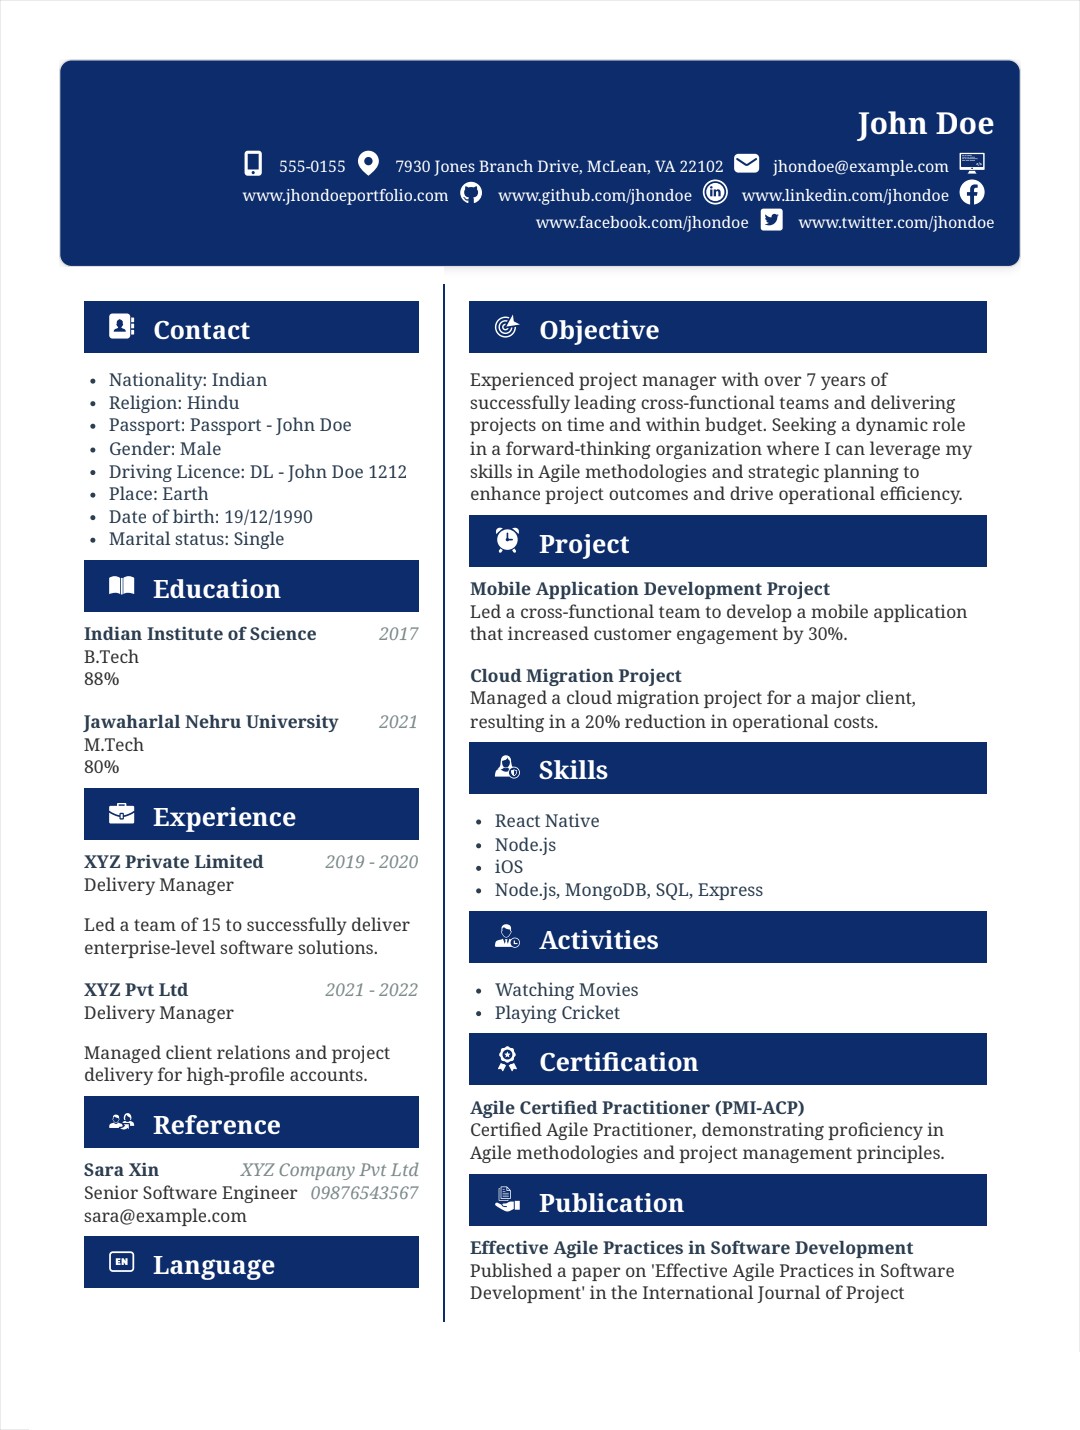 John Doe
555-0155 7930 Jones Branch Drive, McLean, VA 22102 jhondoe@example.com
www.jhondoeportfolio.com www.github.com/jhondoe www.linkedin.com/jhondoe
www.facebook.com/jhondoe www.twitter.com/jhondoe
Contact
• Nationality: Indian
• Religion: Hindu
• Passport: Passport - John Doe
• Gender: Male
• Driving Licence: DL - John Doe 1212
• Place: Earth
• Date of birth: 19/12/1990
• Marital status: Single
Education
Indian Institute of Science 2017
B.Tech
88%
Jawaharlal Nehru University 2021
M.Tech
80%
Experience
XYZ Private Limited 2019 - 2020
Delivery Manager
Led a team of 15 to successfully deliver
enterprise-level software solutions.
XYZ Pvt Ltd 2021 - 2022
Delivery Manager
Managed client relations and project
delivery for high-profile accounts.
Reference
Sara Xin XYZ Company Pvt Ltd
Senior Software Engineer 09876543567
sara@example.com
EN Language
Objective
Experienced project manager with over 7 years of
successfully leading cross-functional teams and delivering
projects on time and within budget. Seeking a dynamic role
in a forward-thinking organization where I can leverage my
skills in Agile methodologies and strategic planning to
enhance project outcomes and drive operational efficiency.
Project
Mobile Application Development Project
Led a cross-functional team to develop a mobile application
that increased customer engagement by 30%.
Cloud Migration Project
Managed a cloud migration project for a major client,
resulting in a 20% reduction in operational costs.
Skills
• React Native
• Node.js
• iOS
• Node.js, MongoDB, SQL, Express
Activities
• Watching Movies
• Playing Cricket
Certification
Agile Certified Practitioner (PMI-ACP)
Certified Agile Practitioner, demonstrating proficiency in
Agile methodologies and project management principles.
Publication
Effective Agile Practices in Software Development
Published a paper on 'Effective Agile Practices in Software
Development' in the International Journal of Project